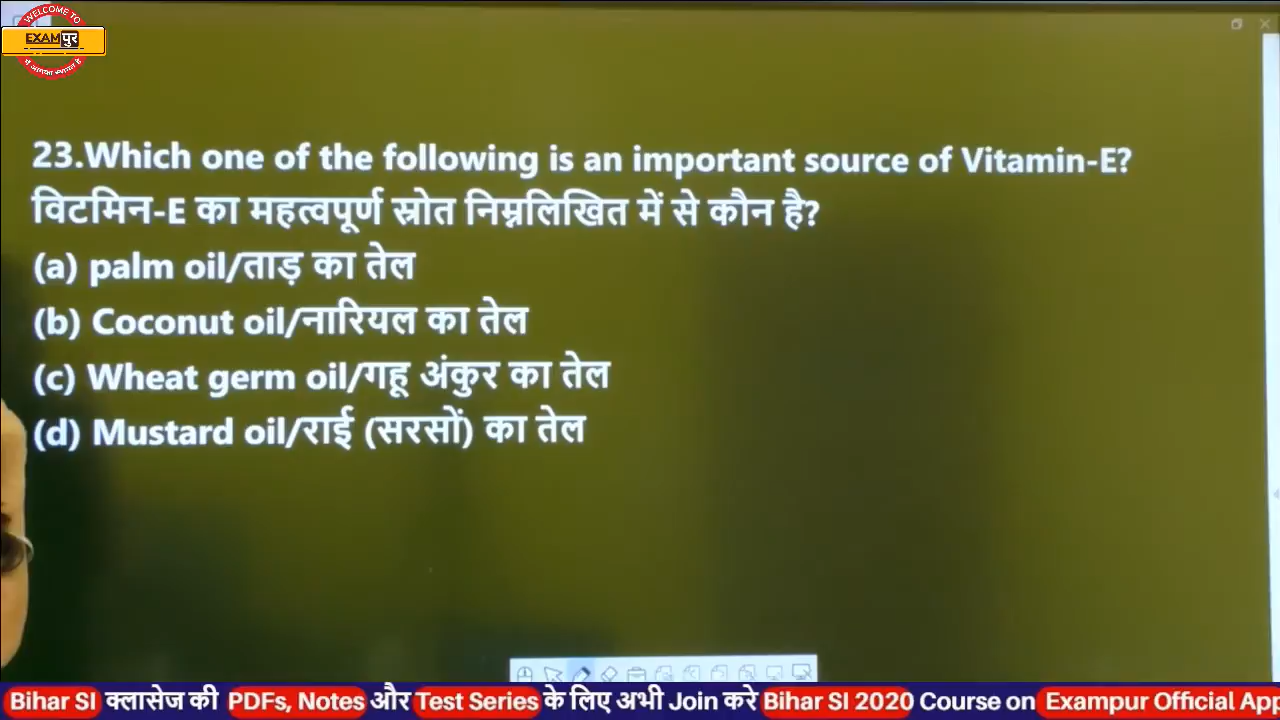 WELCOME TO
EXAMपुर
23.Which one of the following is an important source of Vitamin-E?
विटमिन-E का महत्वपूर्ण स्रोत निम्नलिखित में से कौन है?
(a) palm oil/ताड़ का तेल
(b) Coconut oil/नारियल का तेल
(c) Wheat germ oil/गहू अंकुर का तेल
(d) Mustard oil/राई (सरसों) का तेल
Bihar SI क्लासेज की PDFs, Notes और Test Series के लिए अभी Join करे Bihar SI 2020 Course on Exampur Official App